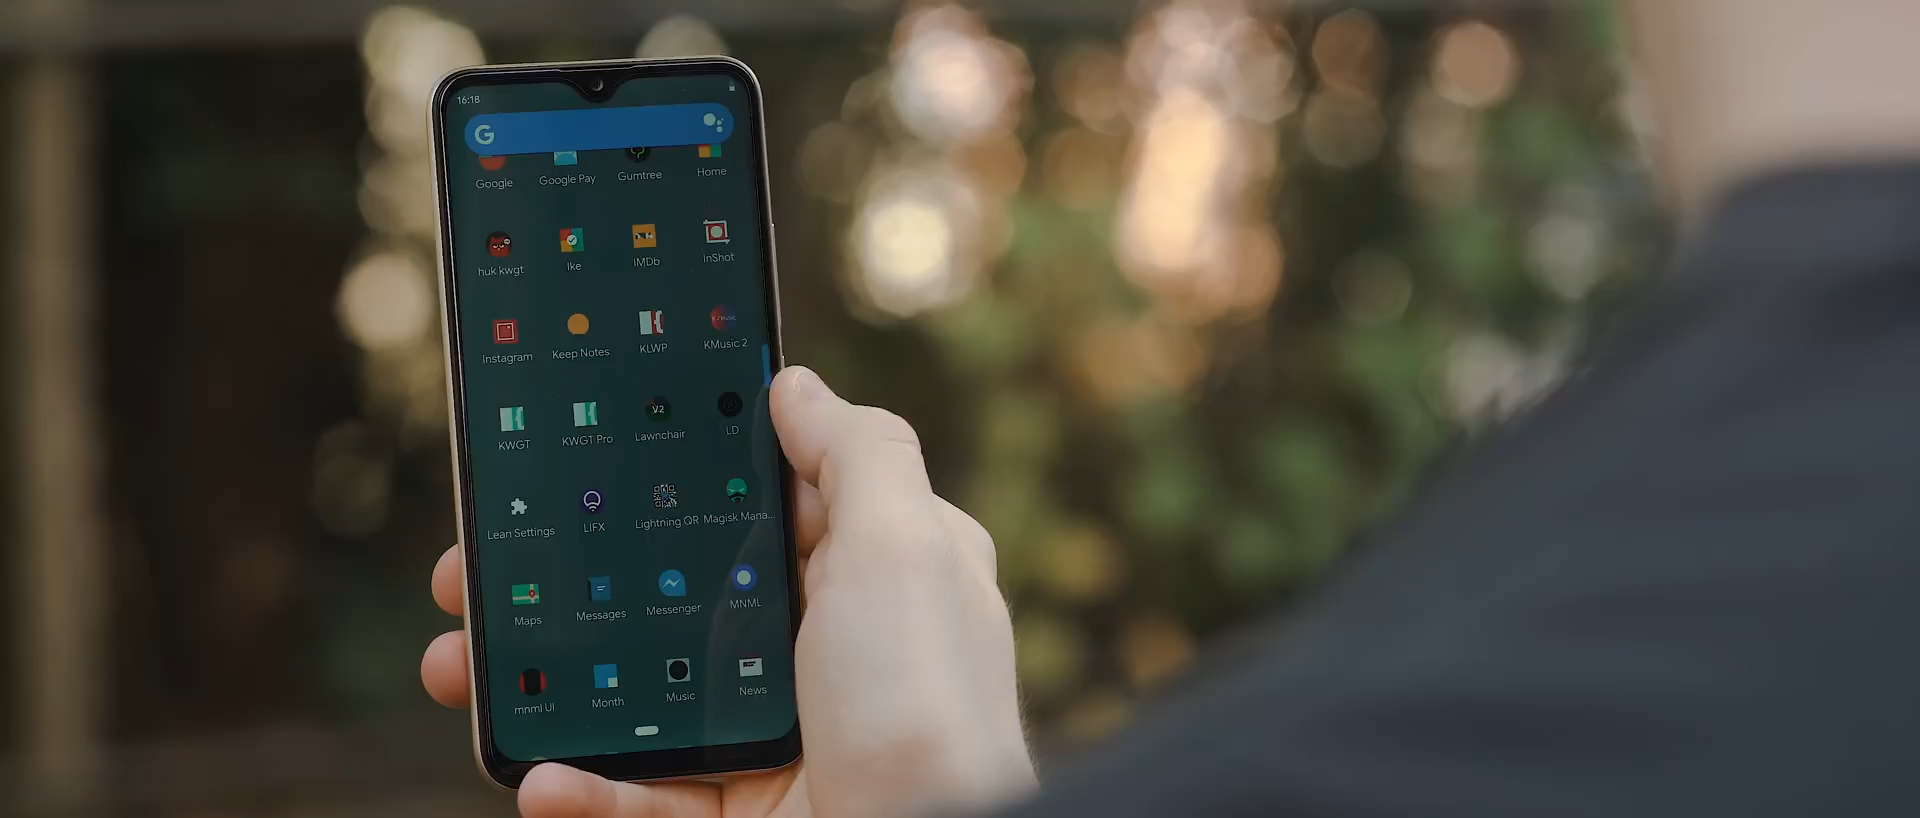 16:18
G
Google Google Pay Gumtree Home
huk kwgt Ike IMDb InShot
Instagram Keep Notes KLWP KMusic 2
V2
KWGT KWGT Pro Lawnchair LD
Lean Settings LIFX Lightning QR Magisk Mana...
Maps Messages Messenger MNML
mnml UI Month Music News